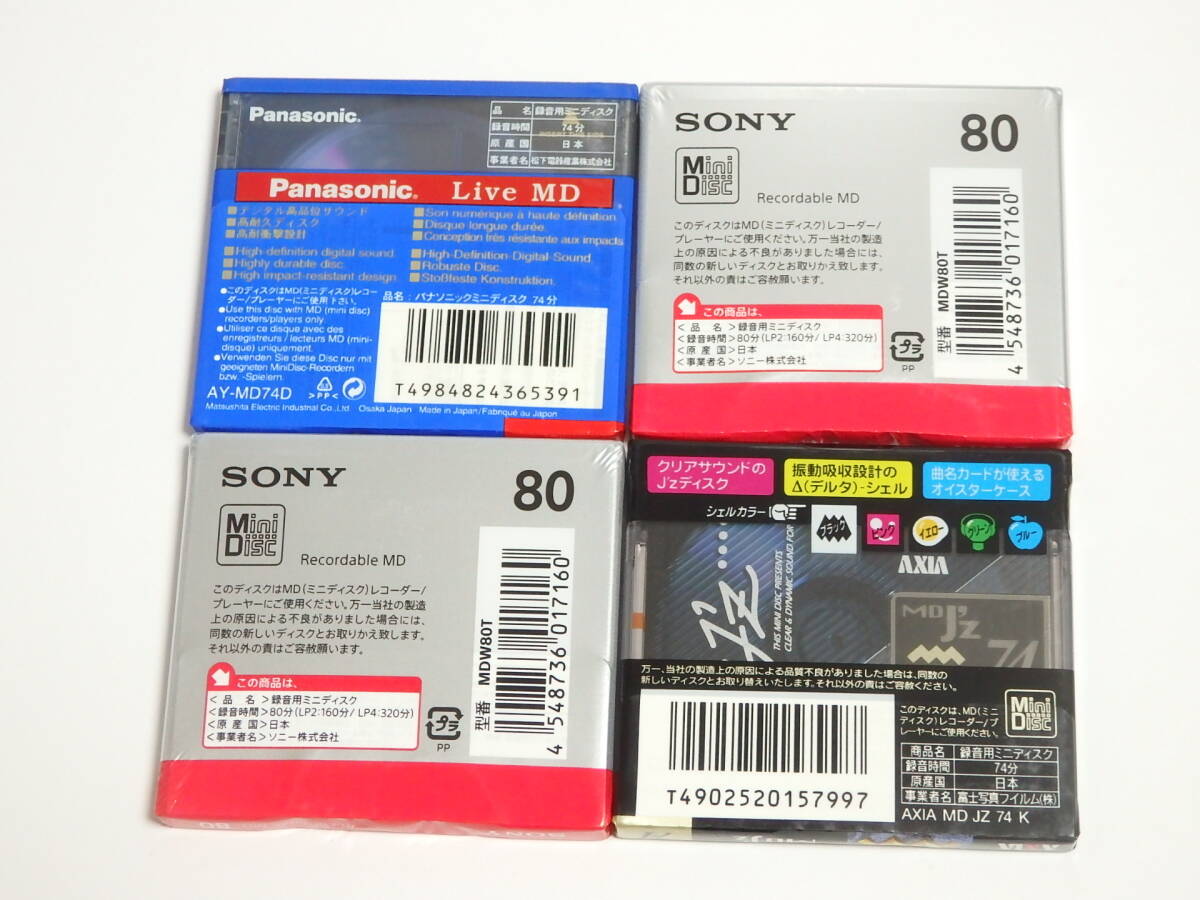 Panasonic.
品 名 録音用ミニディスク
録音時間 74分
原産国 日本
事業者名 松下電器産業株式会社
Panasonic. Live MD
■デジタル高品位サウンド
■高耐久ディスク
■高耐衝撃設計
■Son numérique à haute définition
■Disque longue durée.
■Conception très résistante aux impacts
■High-definition digital sound.
■Highly durable disc.
■High impact-resistant design
■High-Definition-Digital-Sound.
■Robuste Disc.
■Stoßfeste Konstruktion.
●このディスクはMD(ミニディスク)レコー
ダー/プレーヤーにご使用下さい。
●Use this disc with MD (mini disc)
recorders/players only
●Utiliser ce disque avec des
enregistreurs / lecteurs MD (mini-
disque) uniquement.
●Verwenden Sie diese Disc nur mit
geeigneten MiniDisc-Recordern
bzw. -Spielern.
品名:パナソニックミニディスク 74分
T4984824365391
AY-MD74D
>PP<
Matsushita Electric Industrial Co.,Ltd. Osaka Japan Made in Japan/Fabriqué au Japon
SONY
80
Mini
Disc
Recordable MD
このディスクはMD(ミニディスク)レコーダー/
プレーヤーにご使用ください。万一当社の製造
上の原因による不良がありました場合には、
同数の新しいディスクとお取りかえ致します。
それ以外の責はご容赦願います。
この商品は、
<品 名>録音用ミニディスク
<録音時間>80分(LP2:160分/ LP4:320分)
<原産国>日本
<事業者名>ソニー株式会社
プラ
PP
型番 MDW80T
4 548736 017160
SONY
80
Mini
Disc
Recordable MD
このディスクはMD(ミニディスク)レコーダー/
プレーヤーにご使用ください。万一当社の製造
上の原因による不良がありました場合には、
同数の新しいディスクとお取りかえ致します。
それ以外の責はご容赦願います。
この商品は、
<品 名>録音用ミニディスク
<録音時間>80分(LP2:160分/ LP4:320分)
<原産国>日本
<事業者名>ソニー株式会社
プラ
PP
型番 MDW80T
4 548736 017160
SONY
80
クリアサウンドの
J'zディスク
振動吸収設計の
Δ(デルタ)-シェル
曲名カードが使える
オイスターケース
シェルカラー
ブラック
ピンク
イエロー
グリーン
ブルー
AXIA
J'z
THIS MINI DISC PRESENTS
CLEAR & DYNAMIC SOUND FOR
MD J'z
74
万一、当社の製造上の原因による品質不良がありました場合は、同数の
新しいディスクとお取り替えいたします。それ以外の責はご容赦ください。
このディスクは、MD(ミニ
ディスク)レコーダー/プ
レーヤーにご使用ください。
Mini
Disc
商品名 録音用ミニディスク
録音時間 74分
原産国 日本
事業者名 富士写真フイルム(株)
T4902520157997
AXIA MD JZ 74 K